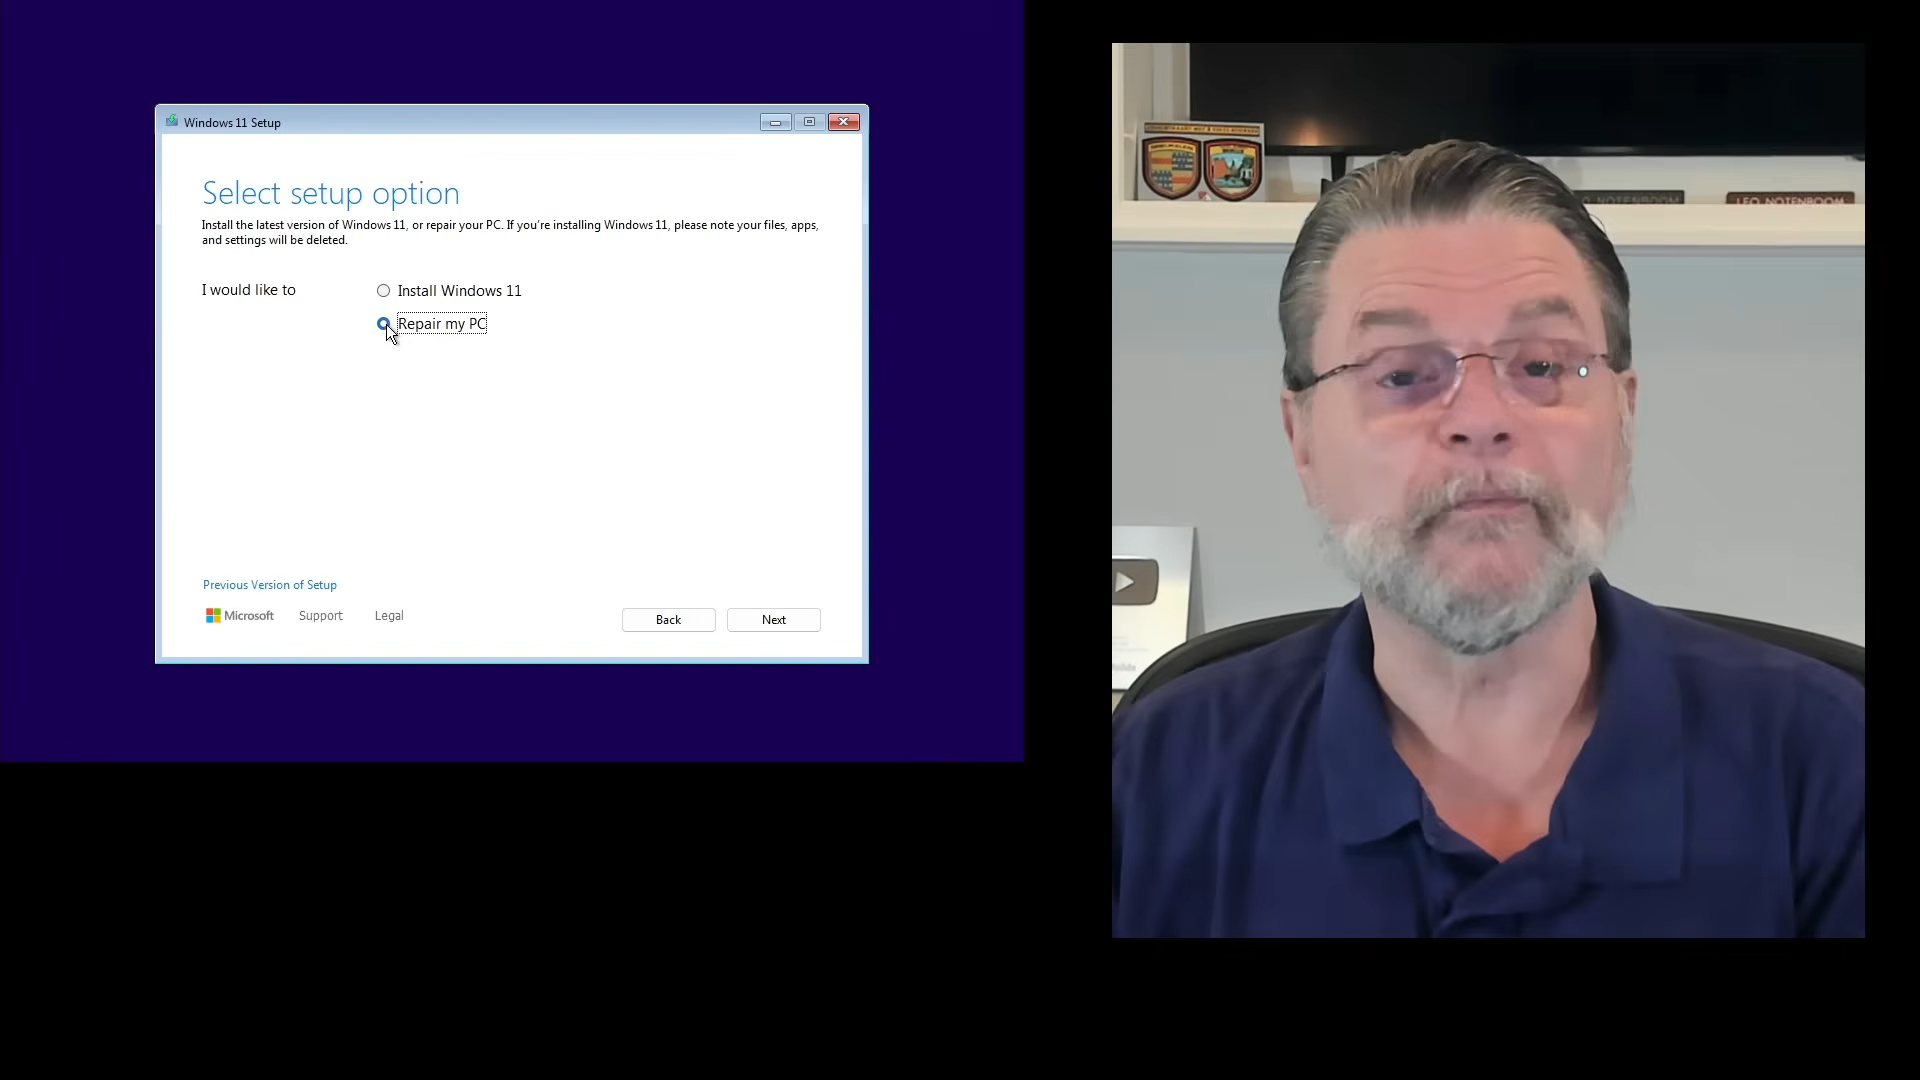 Windows 11 Setup
Select setup option
Install the latest version of Windows 11, or repair your PC. If you're installing Windows 11, please note your files, apps,
and settings will be deleted.
I would like to
Install Windows 11
Repair my PC
Previous Version of Setup
Microsoft
Support
Legal
Back
Next
NOTENBOOM
LEO NOTENBOOM